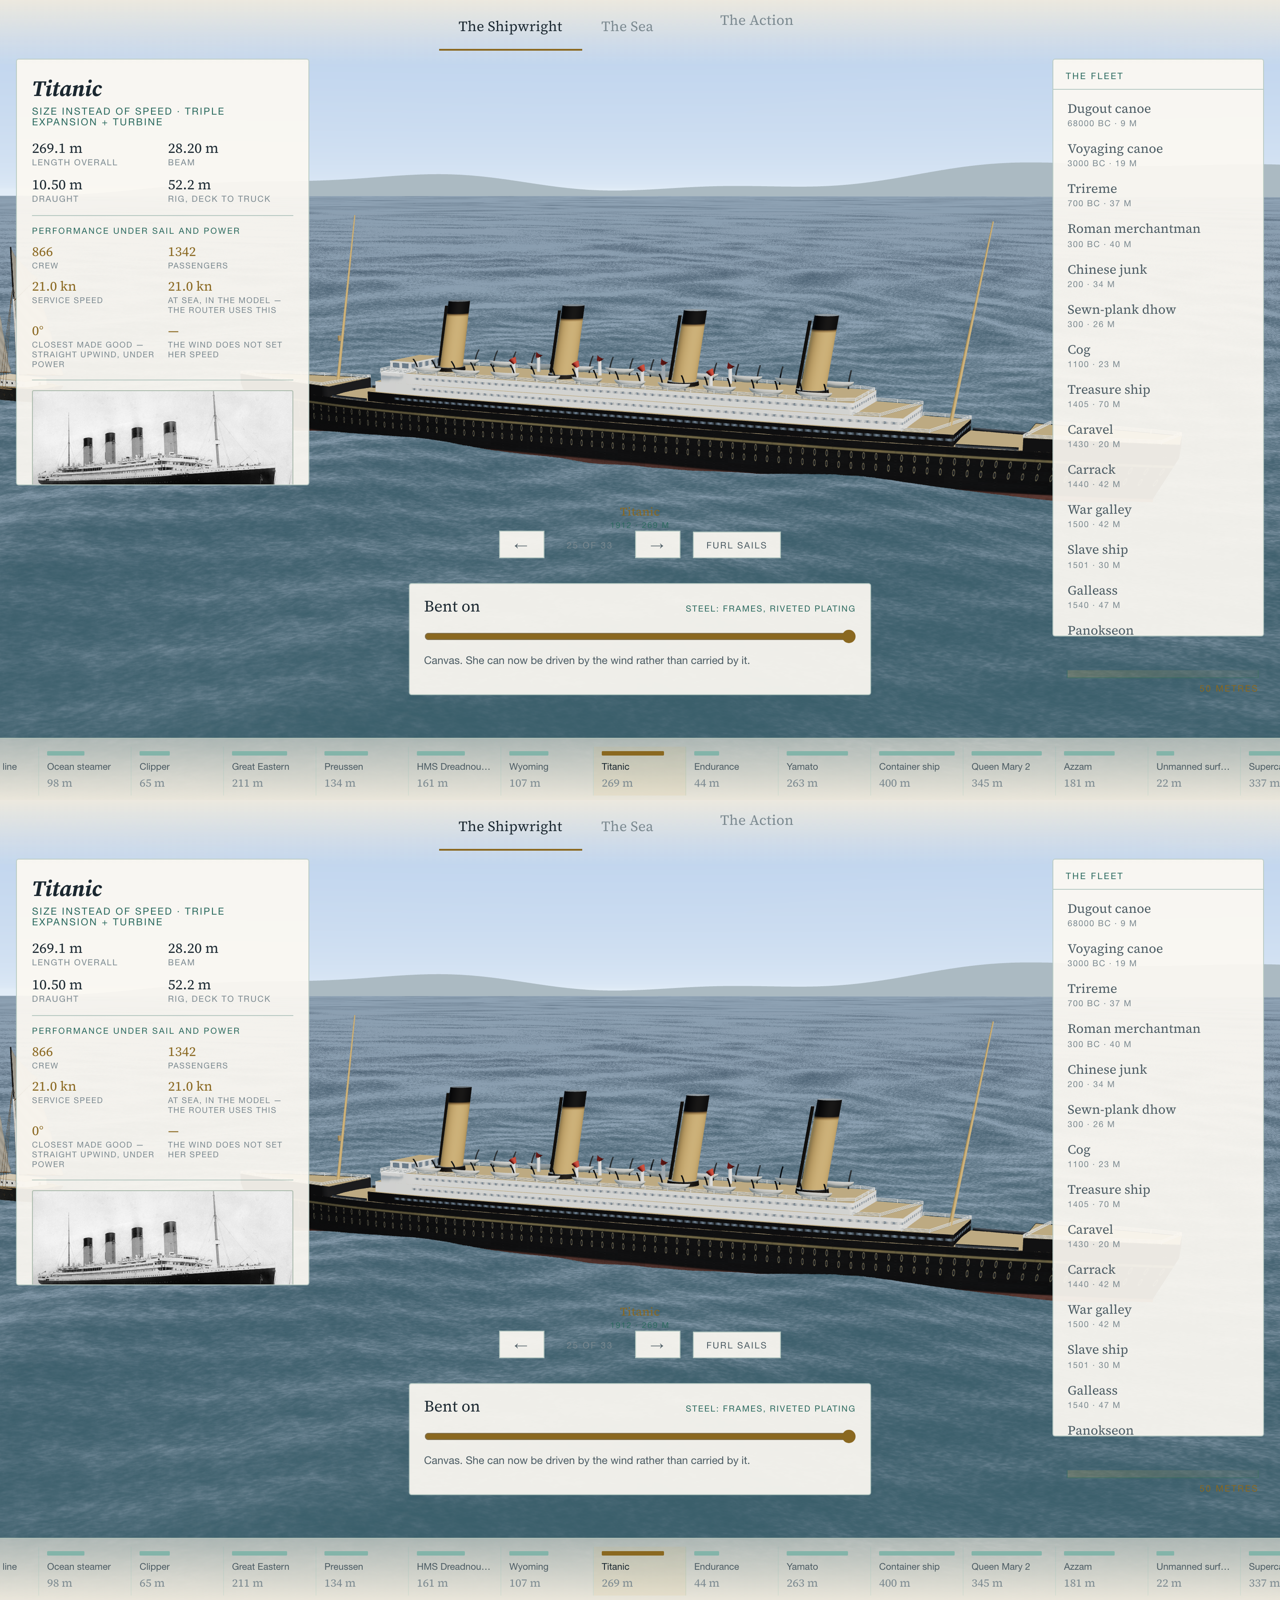 The Shipwright
The Sea
The Action
Titanic
SIZE INSTEAD OF SPEED · TRIPLE
EXPANSION + TURBINE
269.1 m
28.20 m
LENGTH OVERALL
BEAM
10.50 m
52.2 m
DRAUGHT
RIG, DECK TO TRUCK
PERFORMANCE UNDER SAIL AND POWER
866
1342
CREW
PASSENGERS
21.0 kn
21.0 kn
SERVICE SPEED
AT SEA, IN THE MODEL —
THE ROUTER USES THIS
0°
—
CLOSEST MADE GOOD —
STRAIGHT UPWIND, UNDER
POWER
THE WIND DOES NOT SET
HER SPEED
THE FLEET
Dugout canoe
68000 BC · 9 M
Voyaging canoe
3000 BC · 19 M
Trireme
700 BC · 37 M
Roman merchantman
300 BC · 40 M
Chinese junk
200 · 34 M
Sewn-plank dhow
300 · 26 M
Cog
1100 · 23 M
Treasure ship
1405 · 70 M
Caravel
1430 · 20 M
Carrack
1440 · 42 M
War galley
1500 · 42 M
Slave ship
1501 · 30 M
Galleass
1540 · 47 M
Panokseon
Titanic
1912 · 269 M
←
25 OF 33
→
FURL SAILS
Bent on
STEEL: FRAMES, RIVETED PLATING
Canvas. She can now be driven by the wind rather than carried by it.
line
Ocean steamer
98 m
Clipper
65 m
Great Eastern
211 m
Preussen
134 m
HMS Dreadnou...
161 m
Wyoming
107 m
Titanic
269 m
Endurance
44 m
Yamato
263 m
Container ship
400 m
Queen Mary 2
345 m
Azzam
181 m
Unmanned surf...
22 m
Superca
337 m
The Shipwright
The Sea
The Action
Titanic
SIZE INSTEAD OF SPEED · TRIPLE
EXPANSION + TURBINE
269.1 m
28.20 m
LENGTH OVERALL
BEAM
10.50 m
52.2 m
DRAUGHT
RIG, DECK TO TRUCK
PERFORMANCE UNDER SAIL AND POWER
866
1342
CREW
PASSENGERS
21.0 kn
21.0 kn
SERVICE SPEED
AT SEA, IN THE MODEL —
THE ROUTER USES THIS
0°
—
CLOSEST MADE GOOD —
STRAIGHT UPWIND, UNDER
POWER
THE WIND DOES NOT SET
HER SPEED
THE FLEET
Dugout canoe
68000 BC · 9 M
Voyaging canoe
3000 BC · 19 M
Trireme
700 BC · 37 M
Roman merchantman
300 BC · 40 M
Chinese junk
200 · 34 M
Sewn-plank dhow
300 · 26 M
Cog
1100 · 23 M
Treasure ship
1405 · 70 M
Caravel
1430 · 20 M
Carrack
1440 · 42 M
War galley
1500 · 42 M
Slave ship
1501 · 30 M
Galleass
1540 · 47 M
Panokseon
Titanic
1912 · 269 M
←
25 OF 33
→
FURL SAILS
Bent on
STEEL: FRAMES, RIVETED PLATING
Canvas. She can now be driven by the wind rather than carried by it.
line
Ocean steamer
98 m
Clipper
65 m
Great Eastern
211 m
Preussen
134 m
HMS Dreadnou...
161 m
Wyoming
107 m
Titanic
269 m
Endurance
44 m
Yamato
263 m
Container ship
400 m
Queen Mary 2
345 m
Azzam
181 m
Unmanned surf...
22 m
Superca
337 m